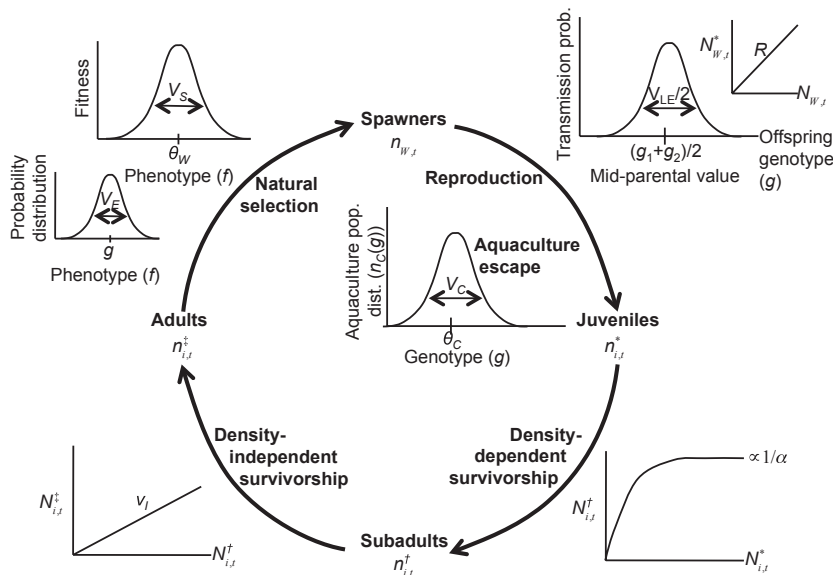 Fitness
V_S
θ_W
Phenotype (f)
Probability
distribution
V_E
g
Phenotype (f)
Natural
selection
Spawners
n_{W,t}
Reproduction
Transmission prob.
V_{LE}/2
(g_1+g_2)/2
Mid-parental value
Offspring
genotype
(g)
N^*_{W,t}
R
N_{W,t}
Aquaculture pop.
dist. (n_C(g))
V_C
θ_C
Genotype (g)
Aquaculture
escape
Adults
n^‡_{i,t}
Juveniles
n^*_{i,t}
Density-
independent
survivorship
Density-
dependent
survivorship
N^‡_{i,t}
v_I
N^†_{i,t}
Subadults
n^†_{i,t}
N^†_{i,t}
∝1/α
N^*_{i,t}